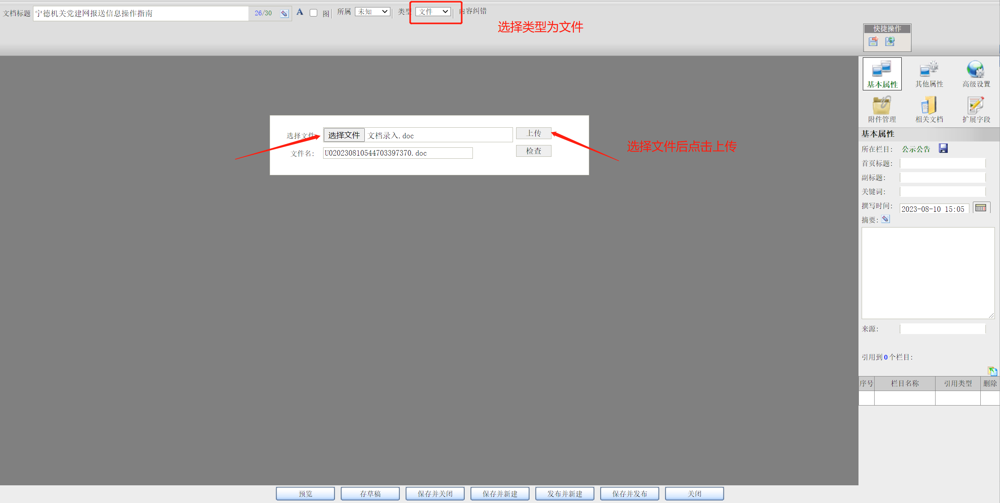 文档标题 宁德机关党建网报送信息操作指南 26/30 A 图 所属 未知 类型 文件 内容纠错
选择类型为文件
快捷操作
基本属性 其他属性 高级设置
附件管理 相关文档 扩展字段
选择文件: 选择文件 文档录入.doc 上传
文件名: U020230810544703397370.doc 检查
选择文件后点击上传
基本属性
所在栏目: 公示公告
首页标题:
副标题:
关键词:
撰写时间: 2023-08-10 15:05
摘要:
来源:
引用到0个栏目:
序号 栏目名称 引用类型 删除
预览 存草稿 保存并关闭 保存并新建 发布并新建 保存并发布 关闭